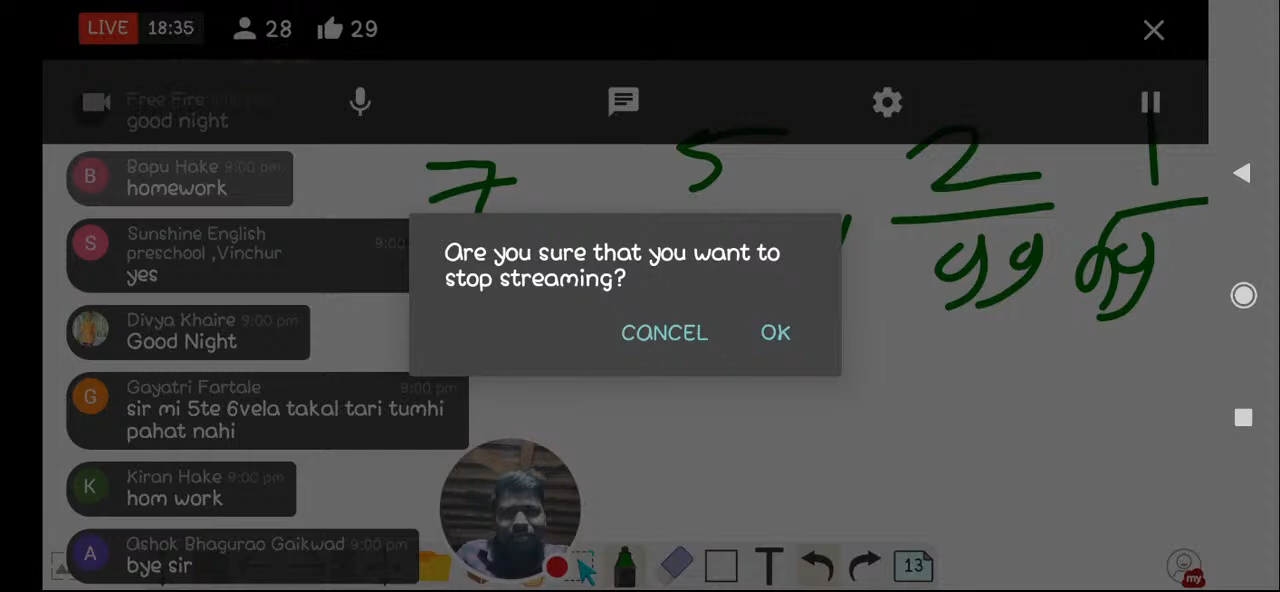 LIVE 18:35 28 29
Free Fire
good night
Bapu Hake 9:00 pm
homework
Sunshine English 9:00
preschool ,Vinchur
yes
Divya Khaire 9:00 pm
Good Night
Gayatri Fartale 9:00 pm
sir mi 5te 6vela takal tari tumhi
pahat nahi
Kiran Hake 9:00 pm
hom work
Ashok Bhagurao Gaikwad 9:00 pm
bye sir
7 5 2 1
Are you sure that you want to
stop streaming?
CANCEL OK
T 13
my